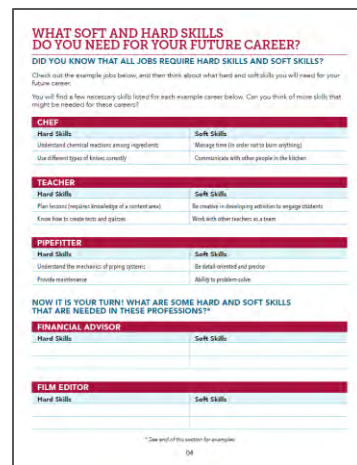 WHAT SOFT AND HARD SKILLS
DO YOU NEED FOR YOUR FUTURE CAREER?
DID YOU KNOW THAT ALL JOBS REQUIRE HARD SKILLS AND SOFT SKILLS?
Check out the example jobs below, and then think about what hard and soft skills you will need for your
future career.
You will find a few necessary skills listed for each example career below. Can you think of more skills that
might be needed for these careers?
CHEF
Hard Skills Soft Skills
Understand chemical reactions among ingredients Manage time (in order not to burn anything)
Use different types of knives correctly Communicate with other people in the kitchen
TEACHER
Hard Skills Soft Skills
Plan lessons (requires knowledge of a content area) Be creative in developing activities to engage students
Know how to create tests and quizzes Work with other teachers as a team
PIPEFITTER
Hard Skills Soft Skills
Understand the mechanics of piping systems Be detail-oriented and precise
Provide maintenance Ability to problem solve
NOW IT IS YOUR TURN! WHAT ARE SOME HARD AND SOFT SKILLS
THAT ARE NEEDED IN THESE PROFESSIONS?*
FINANCIAL ADVISOR
Hard Skills Soft Skills
FILM EDITOR
Hard Skills Soft Skills
* See end of this section for examples
04